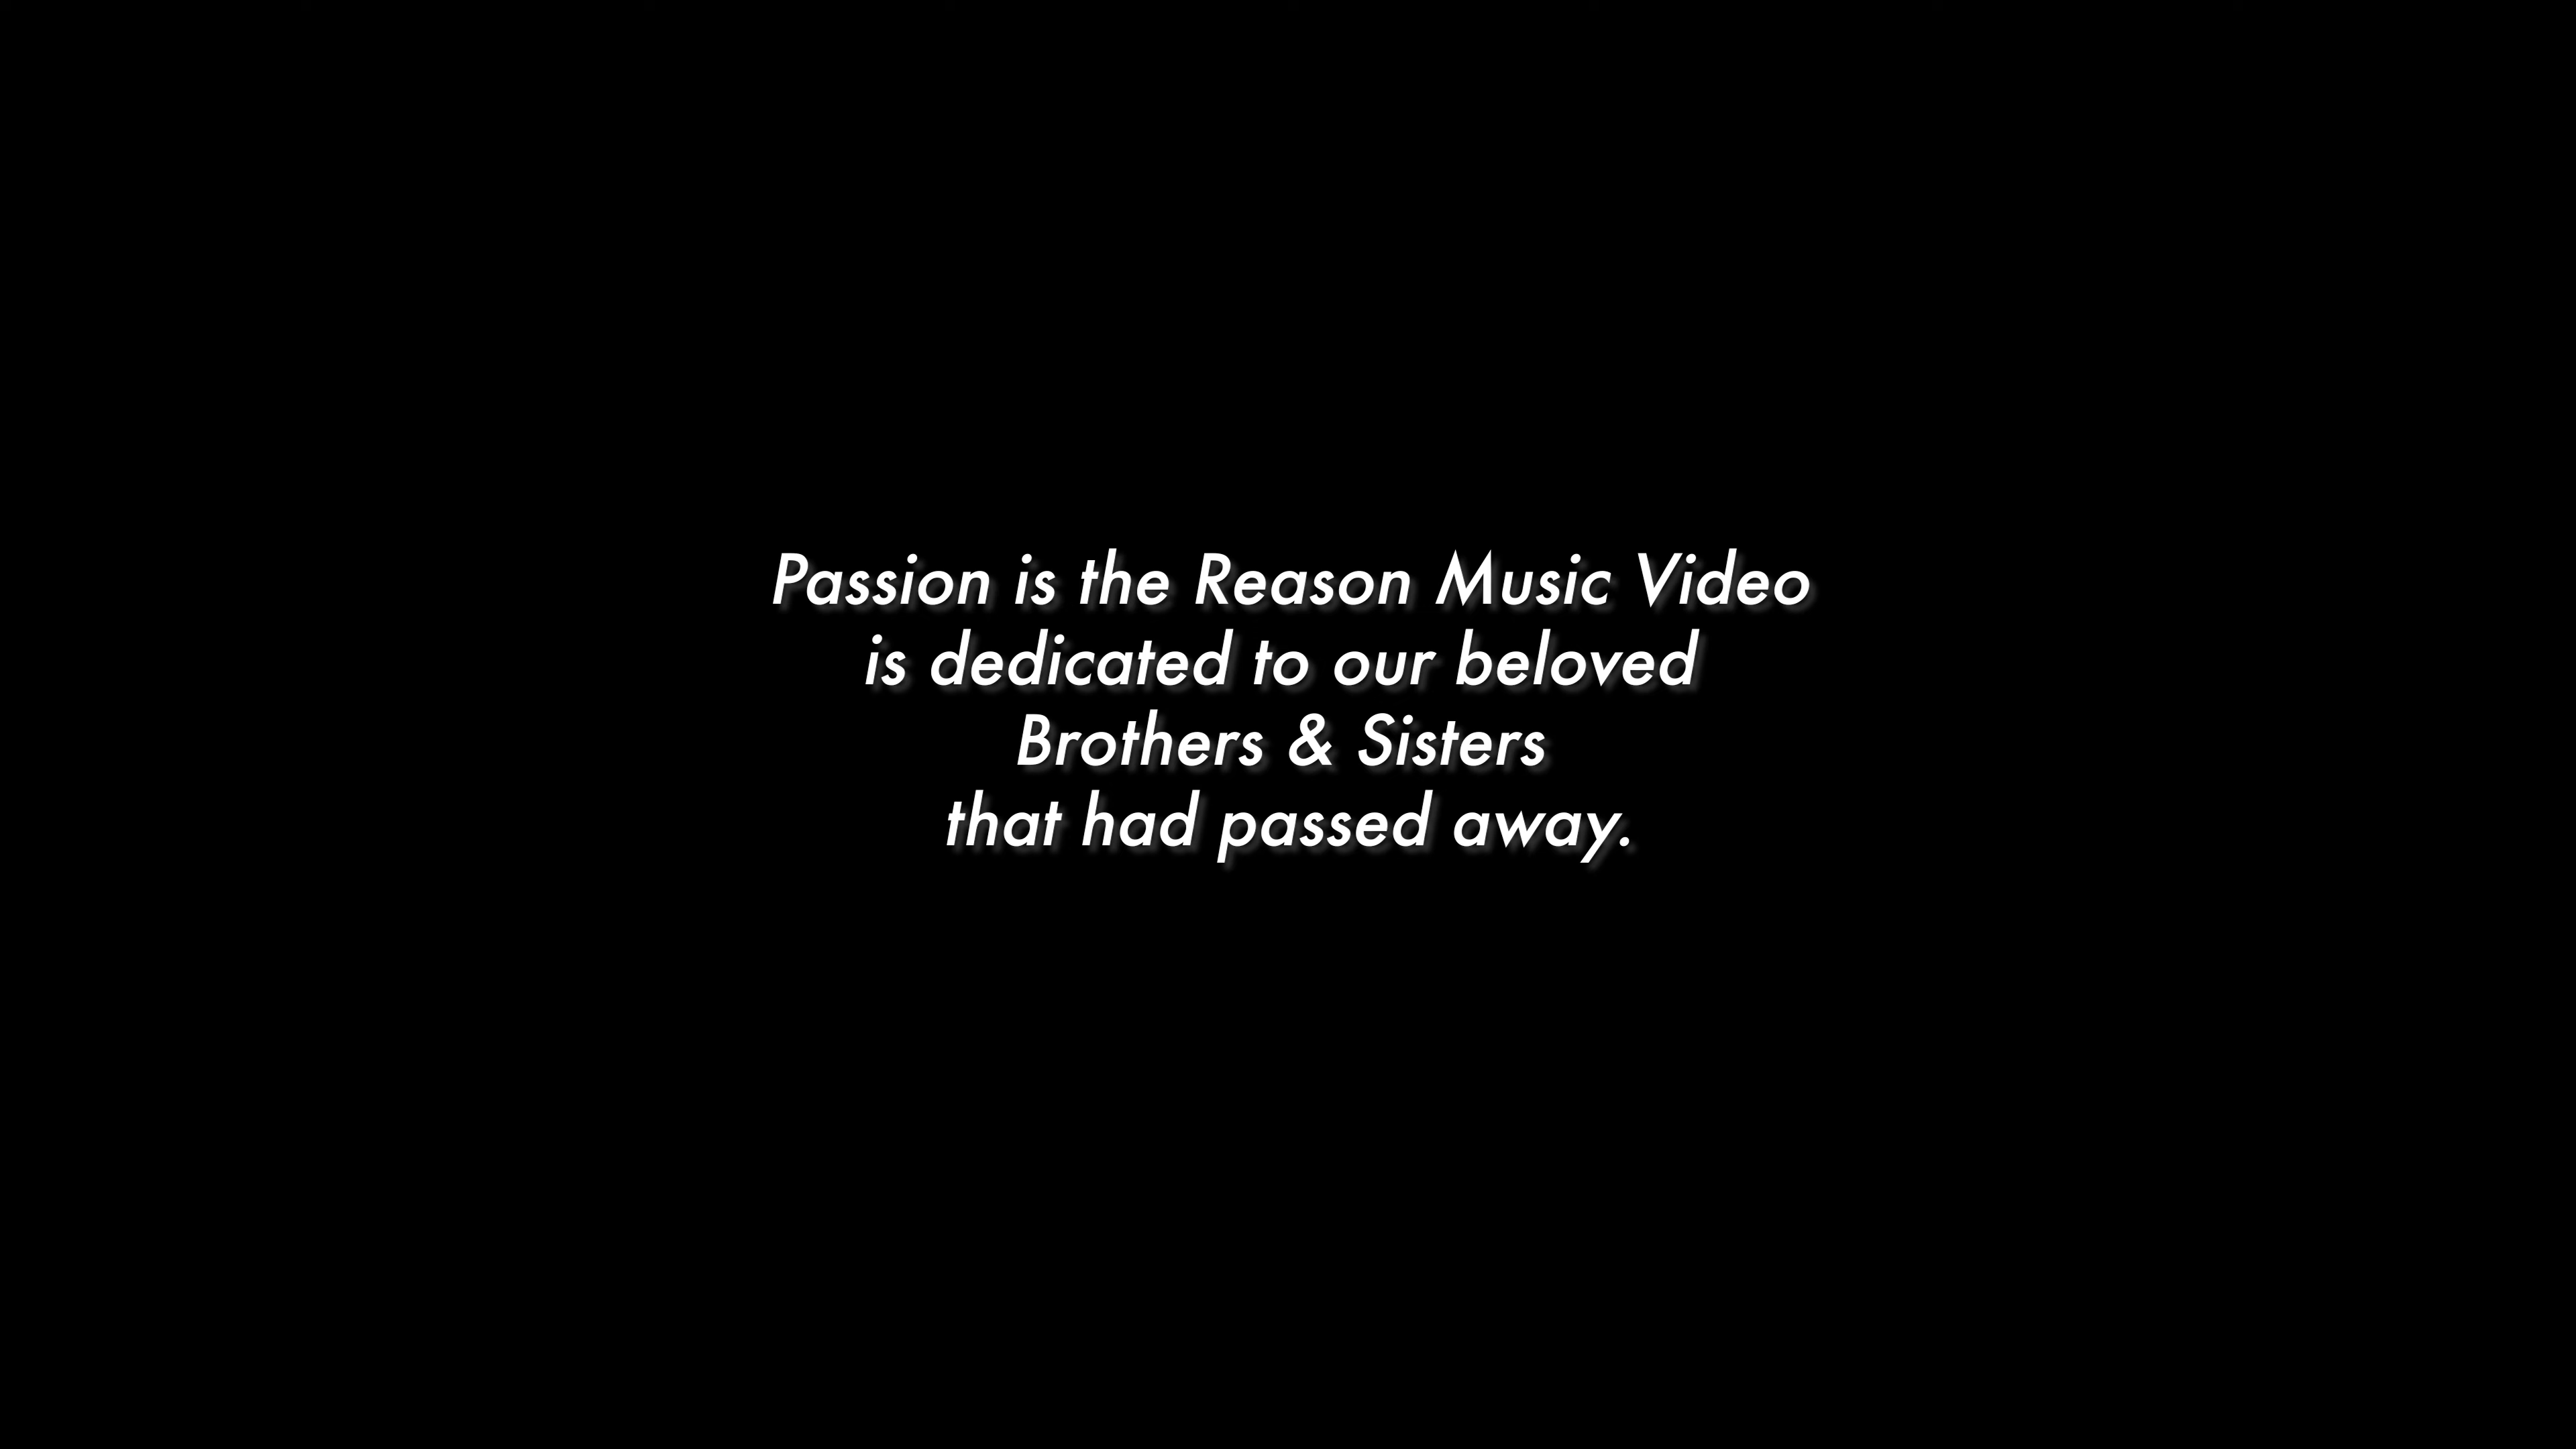 Passion is the Reason Music Video
is dedicated to our beloved
Brothers & Sisters
that had passed away.